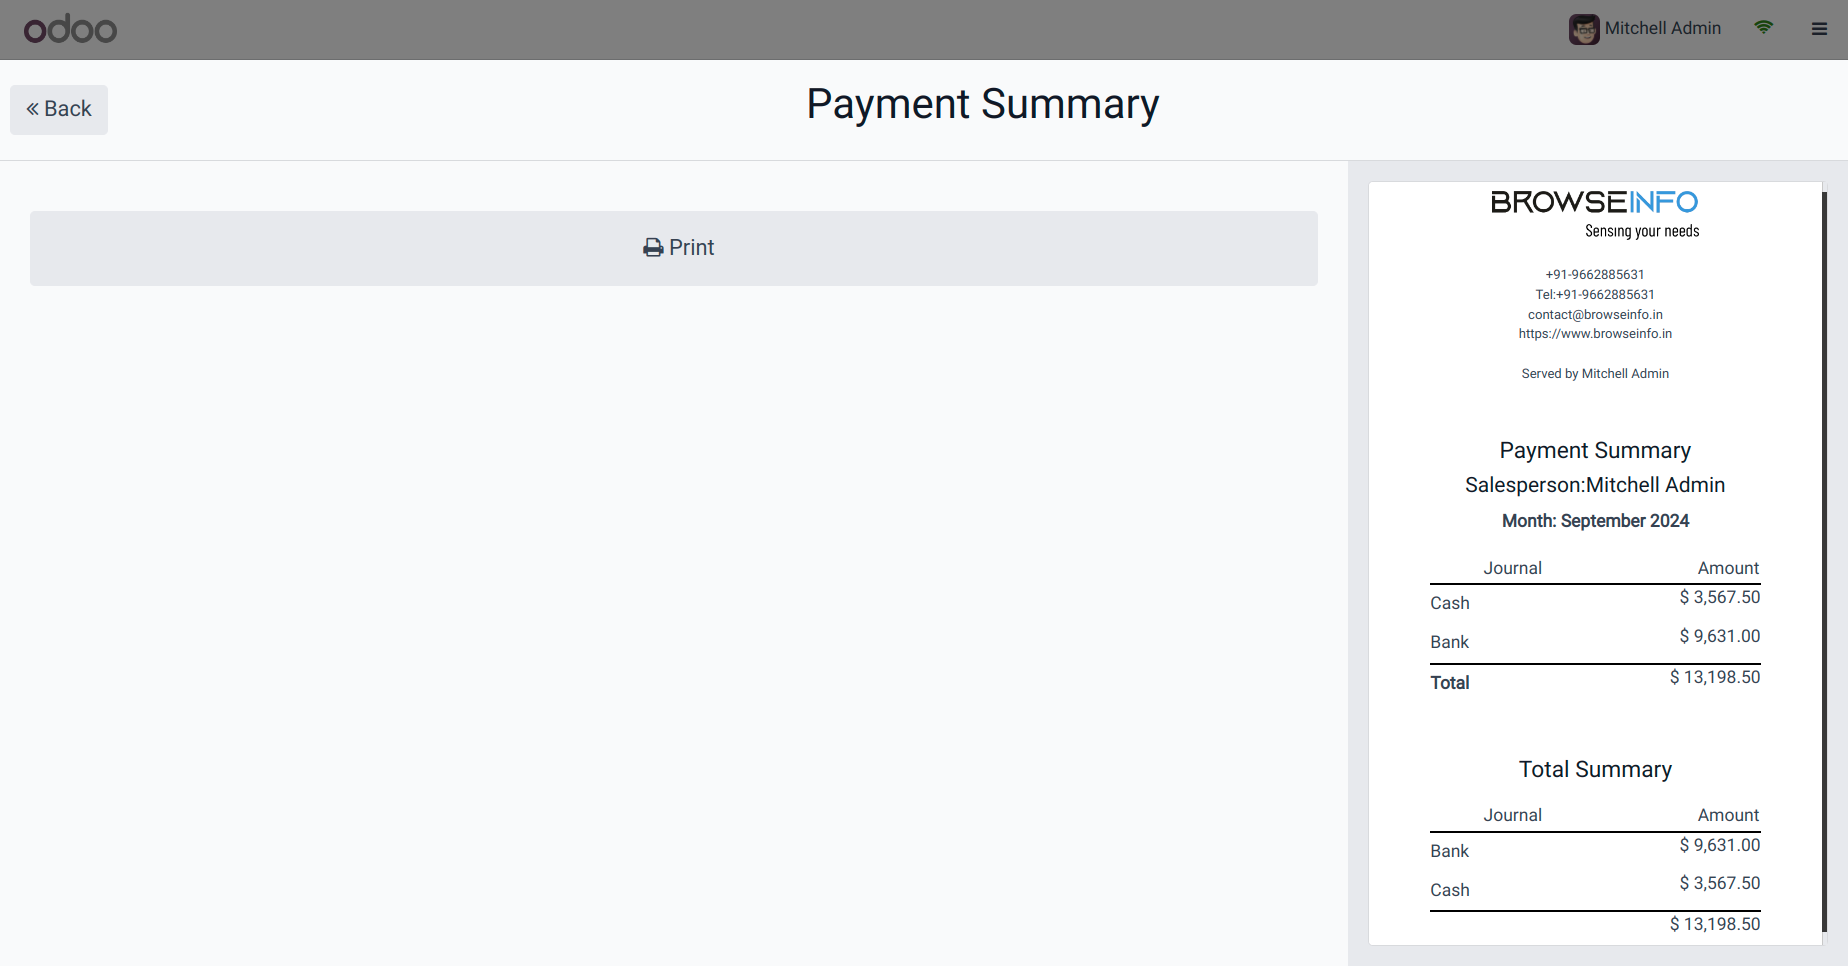 odoo
Mitchell Admin
« Back
Payment Summary
Print
BROWSEINFO
Sensing your needs
+91-9662885631
Tel:+91-9662885631
contact@browseinfo.in
https://www.browseinfo.in
Served by Mitchell Admin
Payment Summary
Salesperson:Mitchell Admin
Month: September 2024
Journal Amount
Cash $ 3,567.50
Bank $ 9,631.00
Total $ 13,198.50
Total Summary
Journal Amount
Bank $ 9,631.00
Cash $ 3,567.50
$ 13,198.50